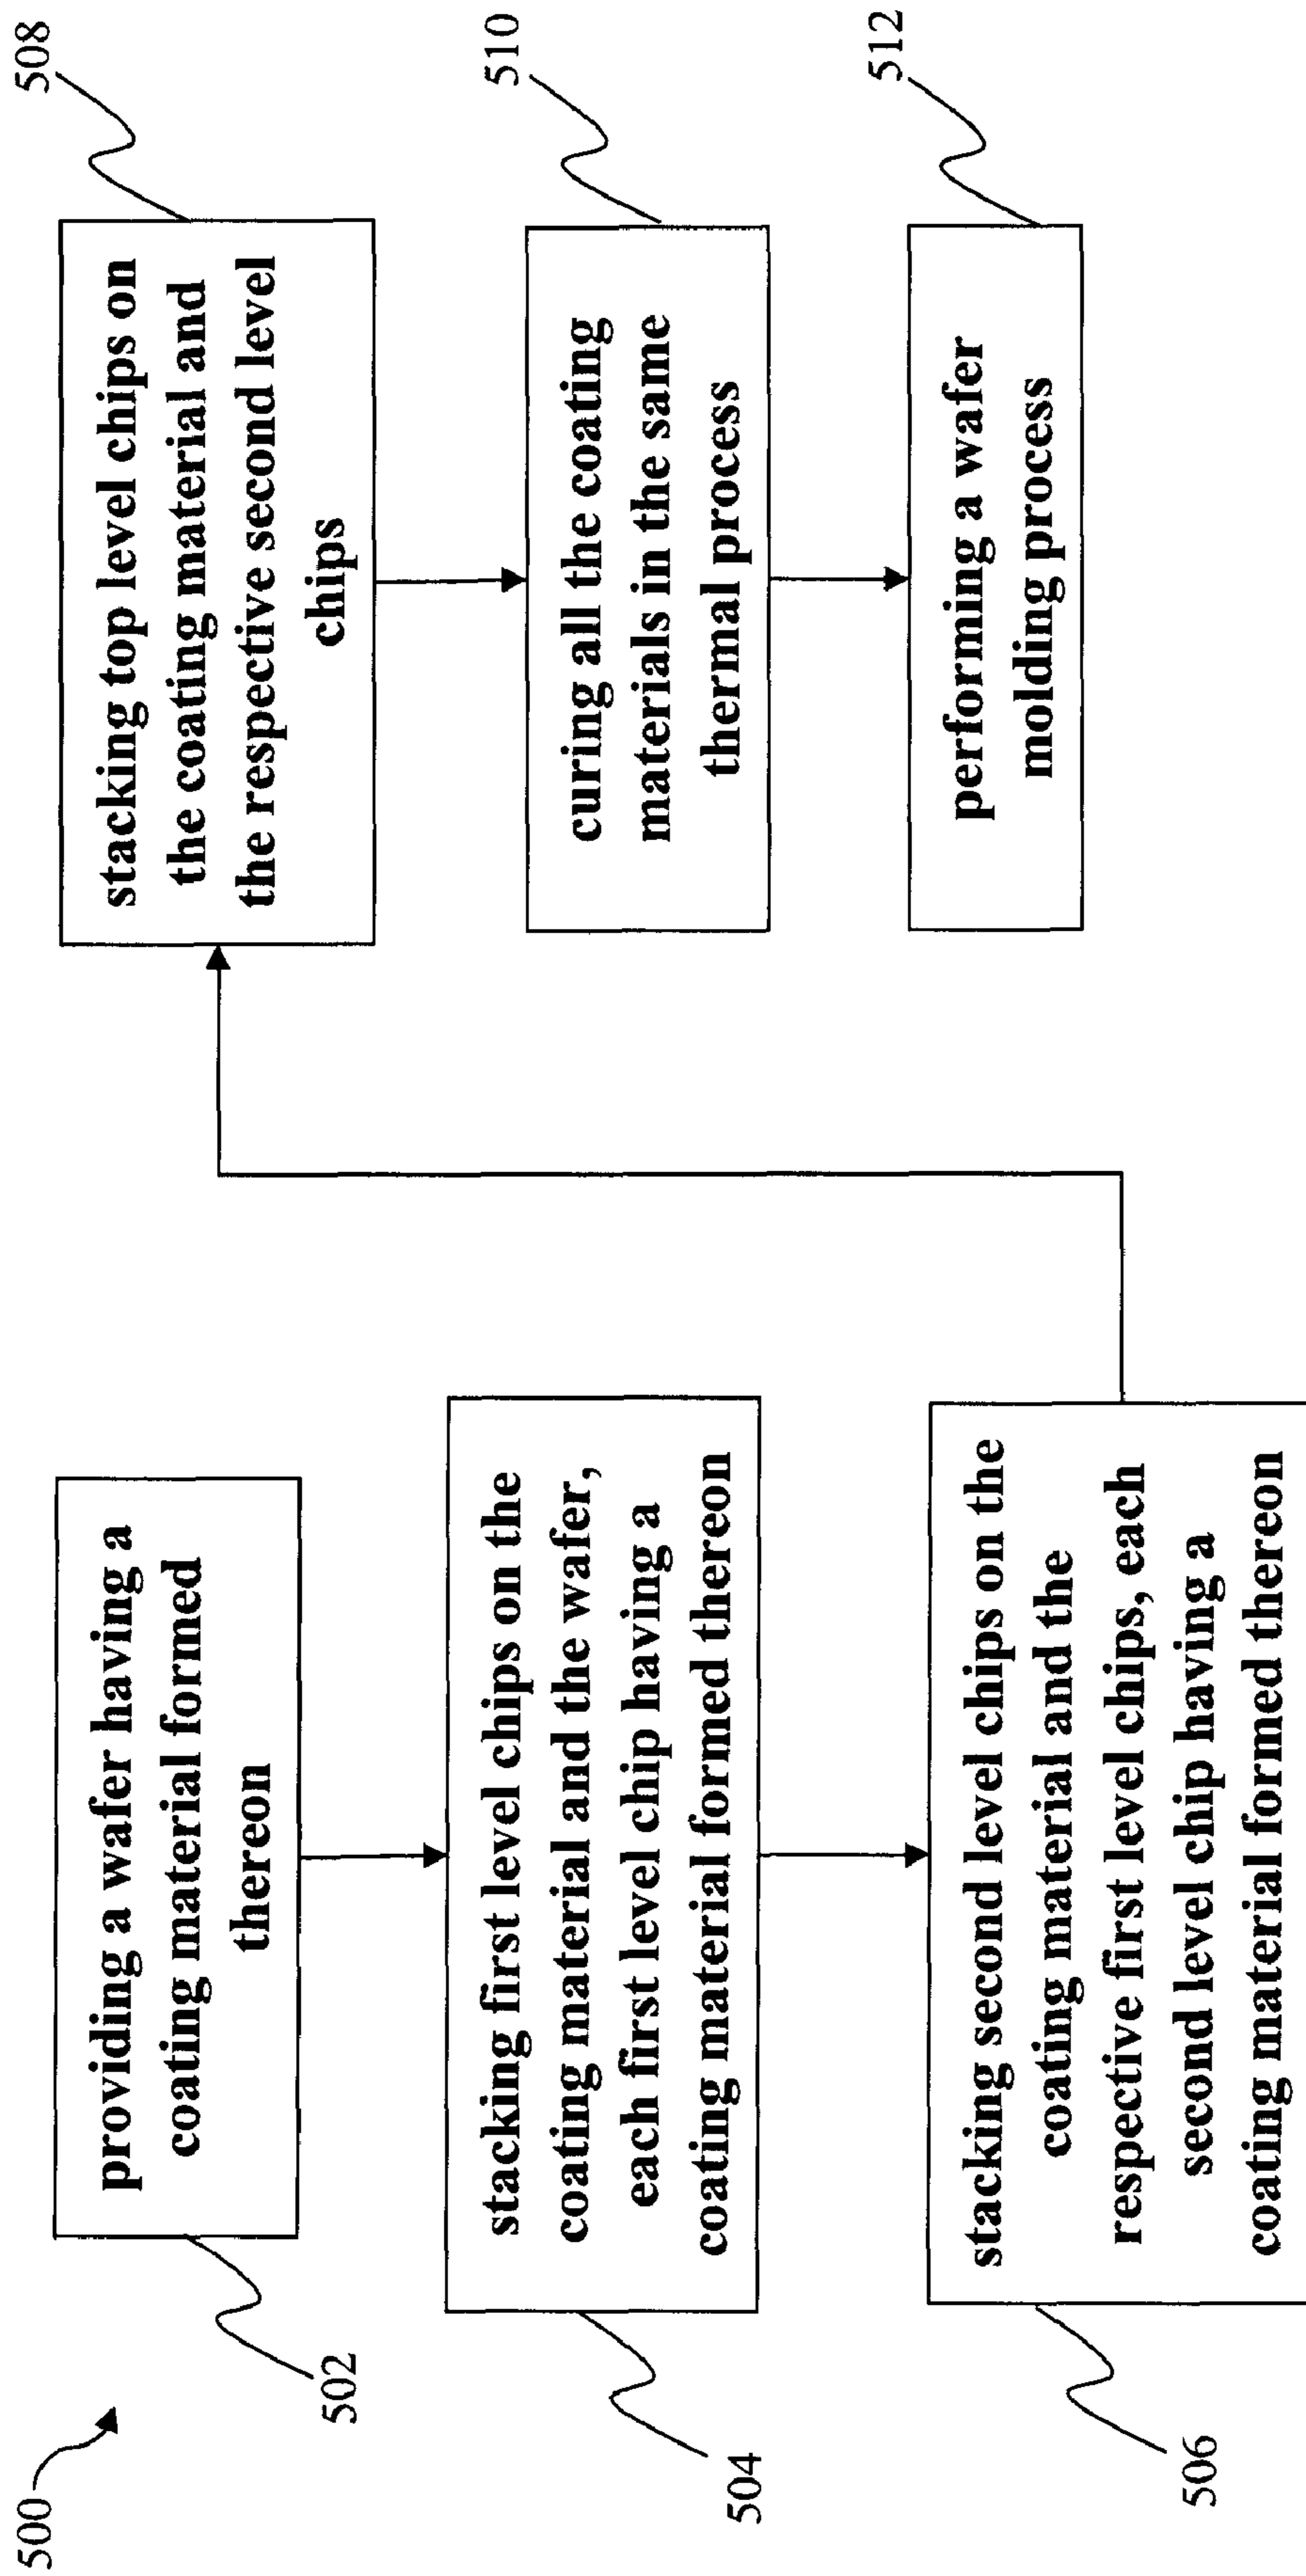 500
502
providing a wafer having a
coating material formed
thereon
504
stacking first level chips on the
coating material and the wafer,
each first level chip having a
coating material formed thereon
506
stacking second level chips on the
coating material and the
respective first level chips, each
second level chip having a
coating material formed thereon
508
stacking top level chips on
the coating material and
the respective second level
chips
510
curing all the coating
materials in the same
thermal process
512
performing a wafer
molding process